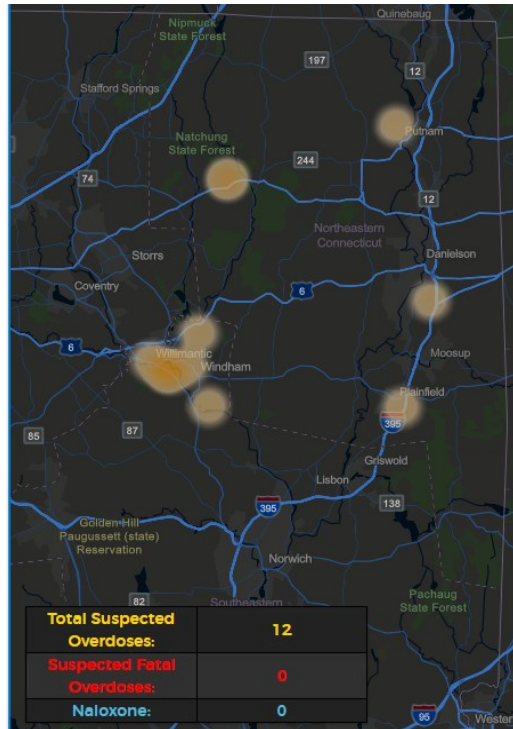 Quinebaug
Nipmuck
State Forest
197
12
Stafford Springs
Putnam
Natchung
State Forest
244
74
12
Northeastern
Connecticut
Storrs
Danielson
Coventry
6
6
Willimantic
Windham
Moosup
Plainfield
395
87
85
Griswold
Lisbon
138
395
Golden Hill
Paugussett (state)
Reservation
Norwich
Pachaug
State Forest
82
Southeastern
Total Suspected
Overdoses:
12
Suspected Fatal
Overdoses:
0
Naloxone:
0
95
Wester